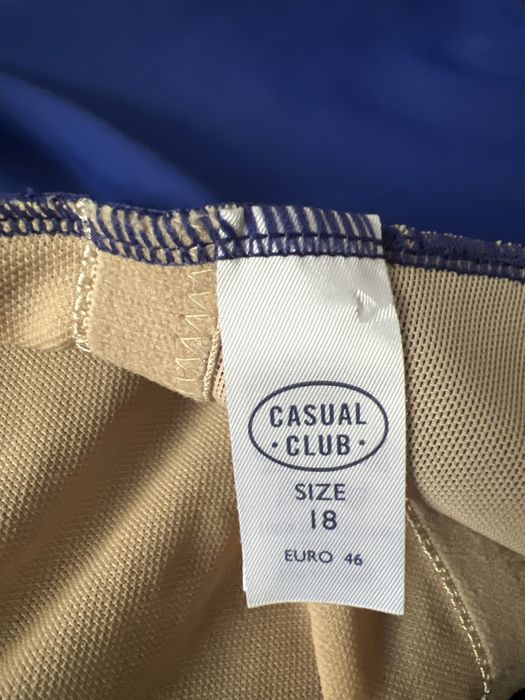 CASUAL
· CLUB ·
SIZE
18
EURO 46